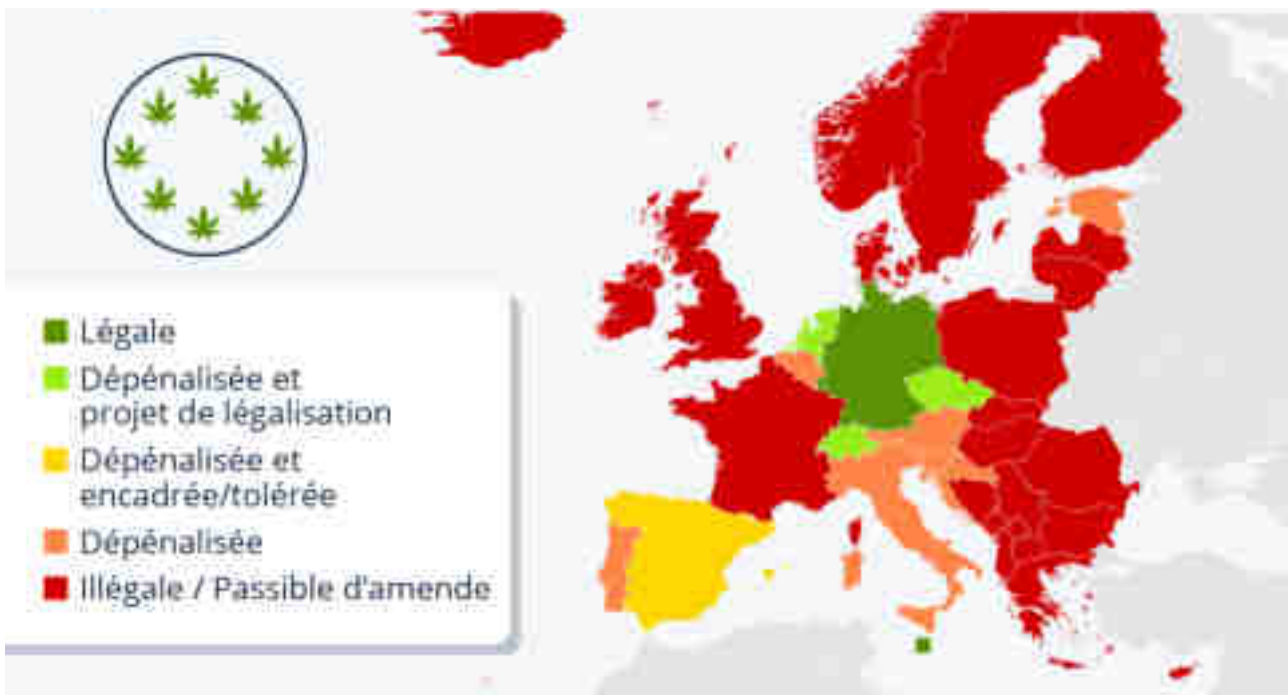 Légale
Dépénalisée et
projet de légalisation
Dépénalisée et
encadrée/tolérée
Dépénalisée
Illégale / Passible d'amende